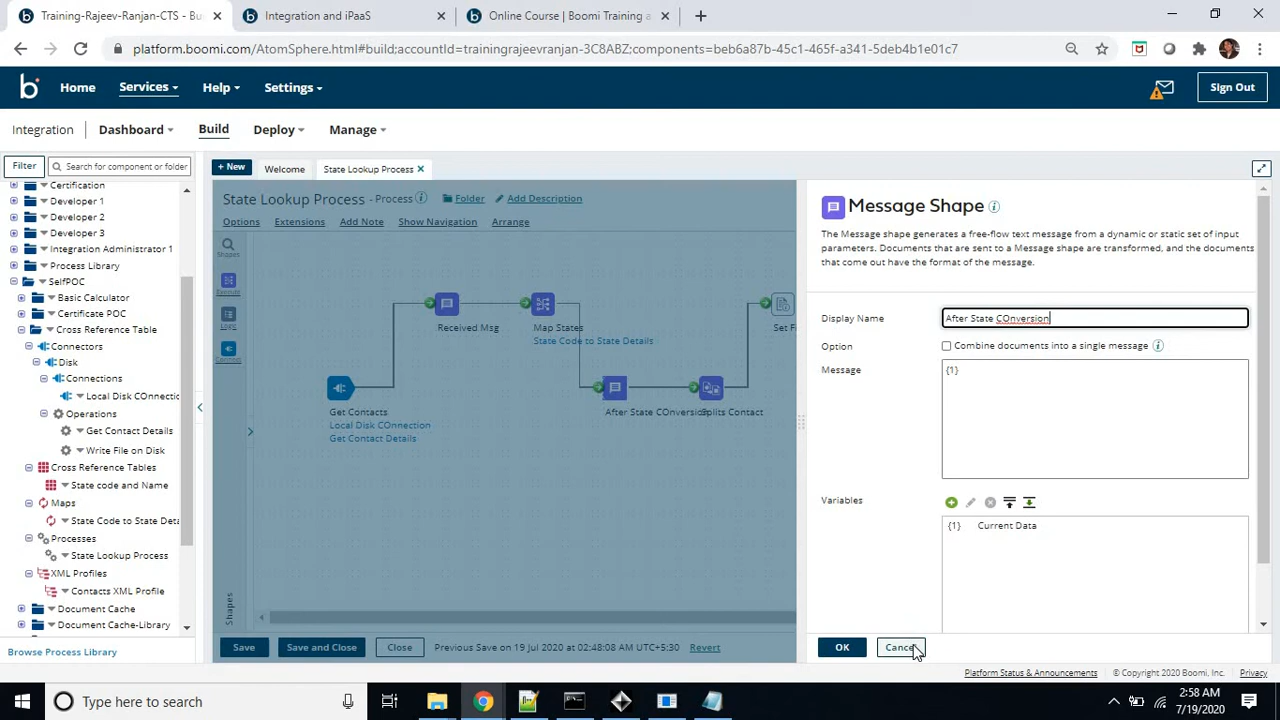 Training-Rajeev-Ranjan-CTS - Bu
Integration and iPaaS
Online Course | Boomi Training a
platform.boomi.com/AtomSphere.html#build;accountId=trainingrajeevranjan-3C8ABZ;components=beb6a87b-45c1-465f-a341-5deb4b1e01c7
Home
Services
Help
Settings
Sign Out
Integration
Dashboard
Build
Deploy
Manage
Filter
Search for component or folder
+ New
Welcome
State Lookup Process
Certification
Developer 1
Developer 2
Developer 3
Integration Administrator 1
Process Library
SelfPOC
Basic Calculator
Certificate POC
Cross Reference Table
Connectors
Disk
Connections
Local Disk COnnectic
Operations
Get Contact Details
Write File on Disk
Cross Reference Tables
State code and Name
Maps
State Code to State Deta
Processes
State Lookup Process
XML Profiles
Contacts XML Profile
Document Cache
Document Cache-Library
Browse Process Library
State Lookup Process - Process
Folder
Add Description
Options
Extensions
Add Note
Show Navigation
Arrange
Shapes
Execute
Logic
Connect
Shapes
Received Msg
Map States
State Code to State Details
Set F
Get Contacts
Local Disk COnnection
Get Contact Details
After State COnversion
Splits Contact
Save
Save and Close
Close
Previous Save on 19 Jul 2020 at 02:48:08 AM UTC+5:30
Revert
Message Shape
The Message shape generates a free-flow text message from a dynamic or static set of input
parameters. Documents that are sent to a Message shape are transformed, and the documents
that come out have the format of the message.
Display Name
After State COnversion
Option
Combine documents into a single message
Message
{1}
Variables
{1} Current Data
OK
Cancel
Platform Status & Announcements
© Copyright 2020 Boomi, Inc.
Privacy
Type here to search
2:58 AM
7/19/2020